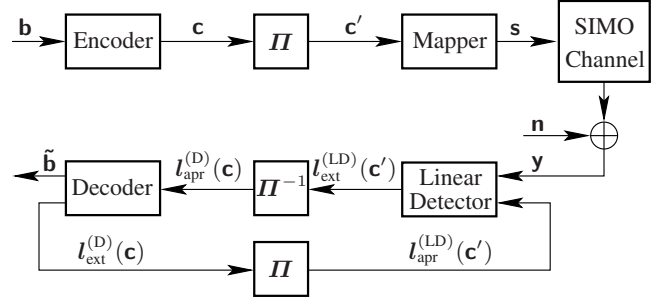 b Encoder c Π c′ Mapper s SIMO Channel
n
b̃ Decoder l_apr^(D)(c) Π⁻¹ l_ext^(LD)(c′) Linear Detector y
l_ext^(D)(c) Π l_apr^(LD)(c′)